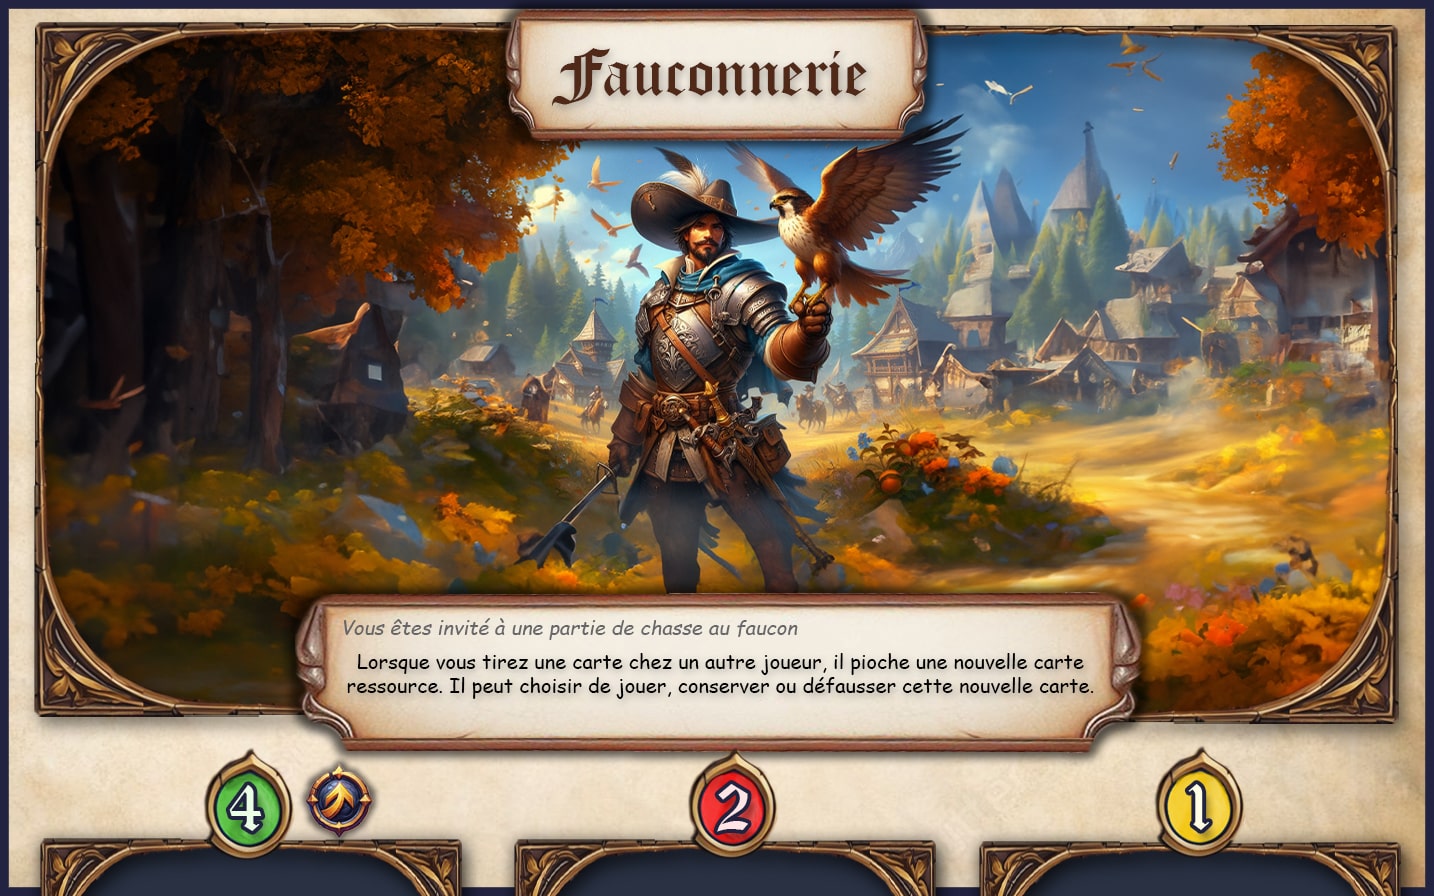 Fauconnerie
Vous êtes invité à une partie de chasse au faucon
Lorsque vous tirez une carte chez un autre joueur, il pioche une nouvelle carte
ressource. Il peut choisir de jouer, conserver ou défausser cette nouvelle carte.
4 2 1